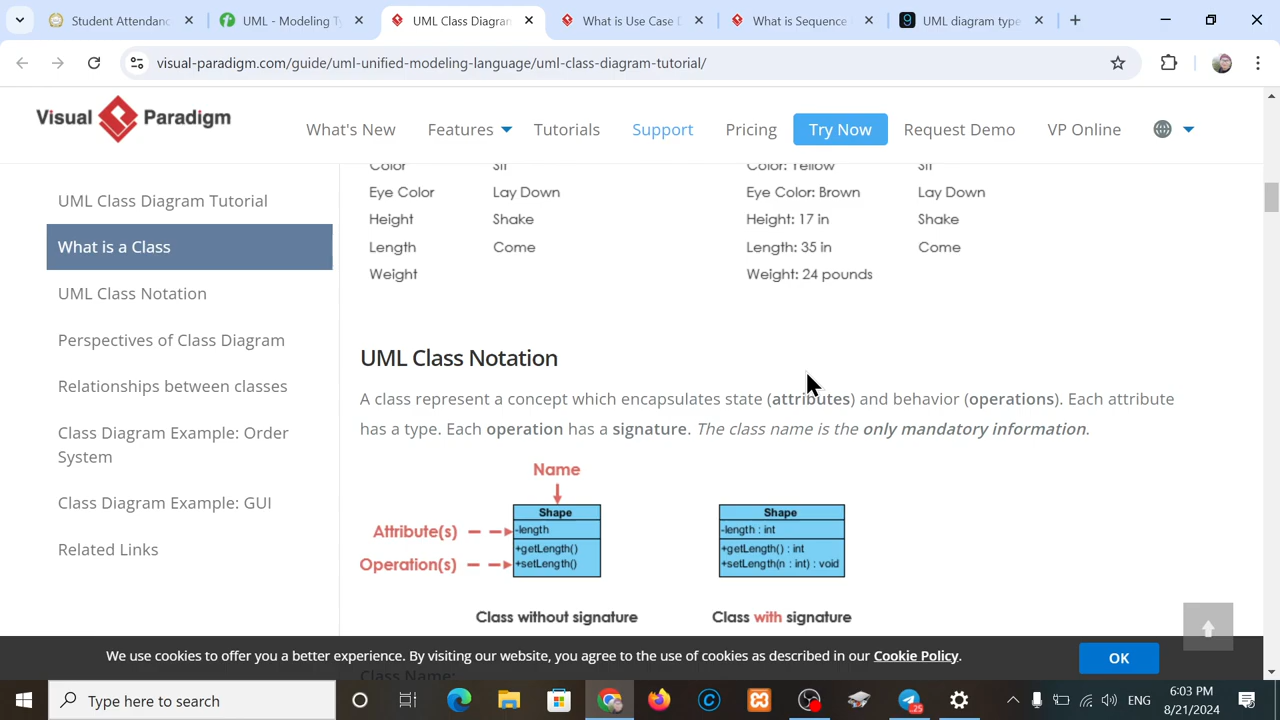 Student Attendanc
UML - Modeling Ty
UML Class Diagran
What is Use Case D
What is Sequence
UML diagram type
visual-paradigm.com/guide/uml-unified-modeling-language/uml-class-diagram-tutorial/
Visual Paradigm
What's New
Features
Tutorials
Support
Pricing
Try Now
Request Demo
VP Online
UML Class Diagram Tutorial
What is a Class
UML Class Notation
Perspectives of Class Diagram
Relationships between classes
Class Diagram Example: Order
System
Class Diagram Example: GUI
Related Links
Color Sit Color: Yellow Sit
Eye Color Lay Down Eye Color: Brown Lay Down
Height Shake Height: 17 in Shake
Length Come Length: 35 in Come
Weight Weight: 24 pounds
UML Class Notation
A class represent a concept which encapsulates state (attributes) and behavior (operations). Each attribute
has a type. Each operation has a signature. The class name is the only mandatory information.
Name
Attribute(s)
Operation(s)
Shape
-length
+getLength()
+setLength()
Class without signature
Shape
-length : int
+getLength() : int
+setLength(n : int) : void
Class with signature
Class Name:
We use cookies to offer you a better experience. By visiting our website, you agree to the use of cookies as described in our Cookie Policy.
OK
Type here to search
25
ENG
6:03 PM
8/21/2024